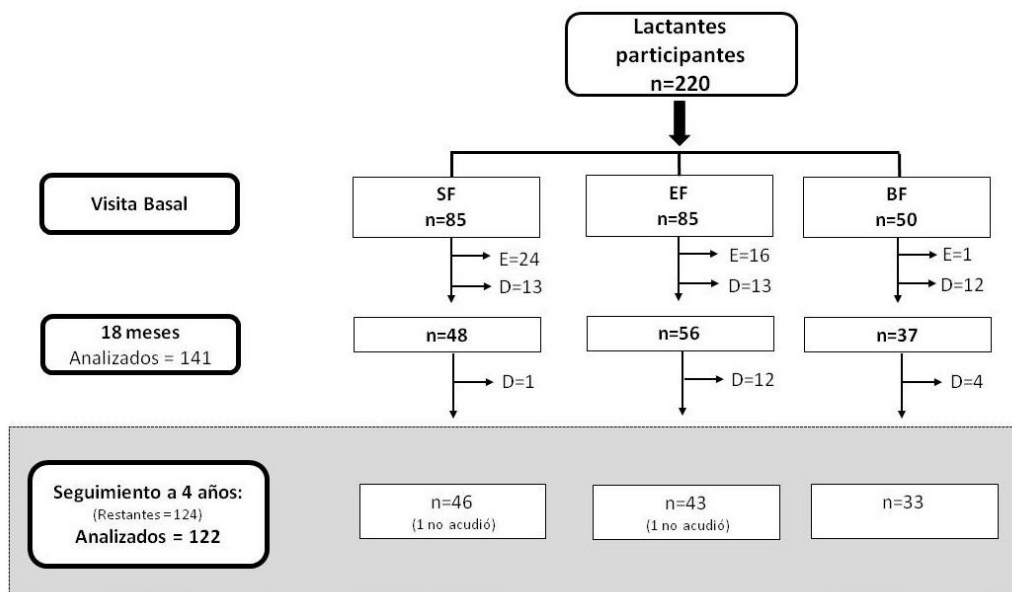 Lactantes
participantes
n=220
Visita Basal
SF
n=85
EF
n=85
BF
n=50
E=24
D=13
E=16
D=13
E=1
D=12
18 meses
Analizados = 141
n=48
n=56
n=37
D=1
D=12
D=4
Seguimiento a 4 años:
(Restantes = 124)
Analizados = 122
n=46
(1 no acudió)
n=43
(1 no acudió)
n=33